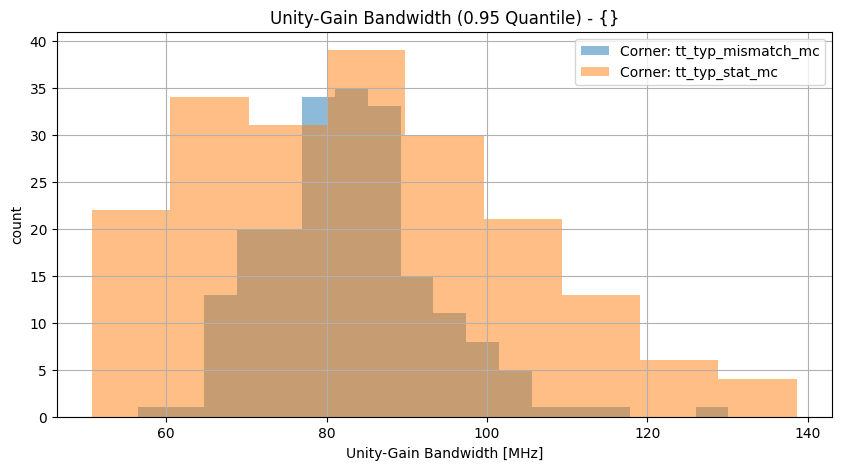 Unity-Gain Bandwidth (0.95 Quantile) - {}
Corner: tt_typ_mismatch_mc
Corner: tt_typ_stat_mc
count
40
35
30
25
20
15
10
5
0
60 80 100 120 140
Unity-Gain Bandwidth [MHz]